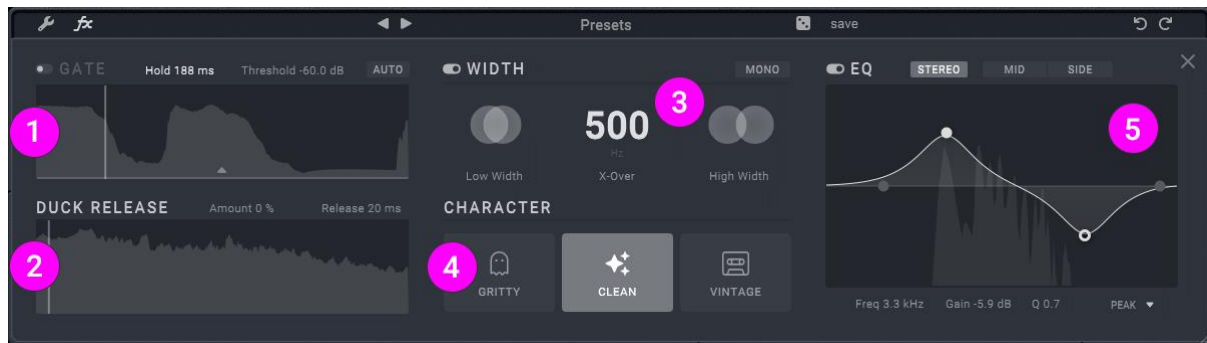 fx Presets save
GATE Hold 188 ms Threshold -60.0 dB AUTO
1
DUCK RELEASE Amount 0 % Release 20 ms
2
WIDTH MONO
500 3
Hz
Low Width X-Over High Width
CHARACTER
4
GRITTY CLEAN VINTAGE
EQ STEREO MID SIDE
5
Freq 3.3 kHz Gain -5.9 dB Q 0.7 PEAK